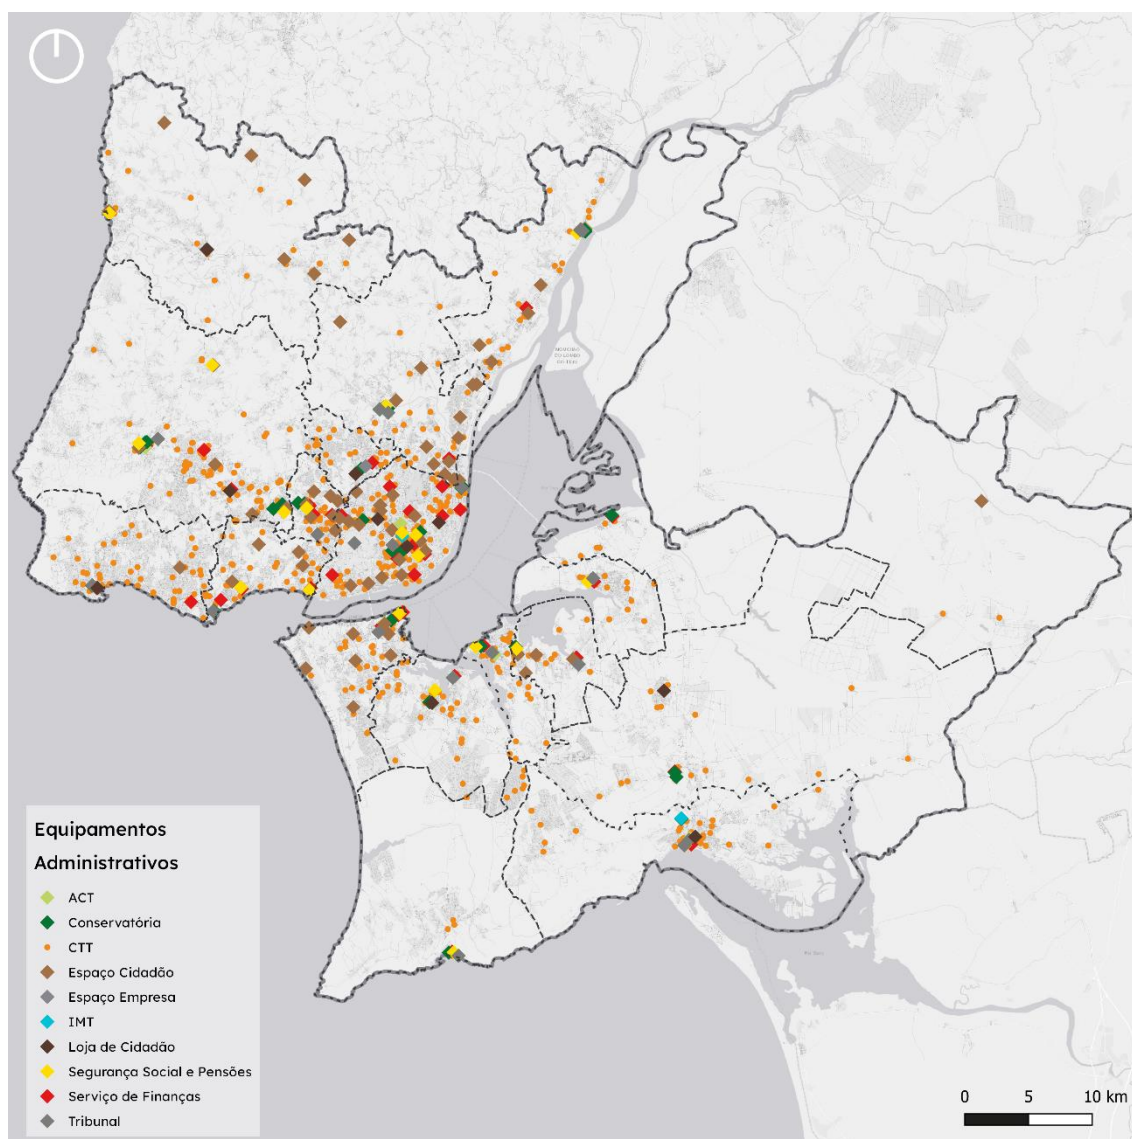 Equipamentos
Administrativos
ACT
Conservatória
CTT
Espaço Cidadão
Espaço Empresa
IMT
Loja de Cidadão
Segurança Social e Pensões
Serviço de Finanças
Tribunal
0 5 10 km